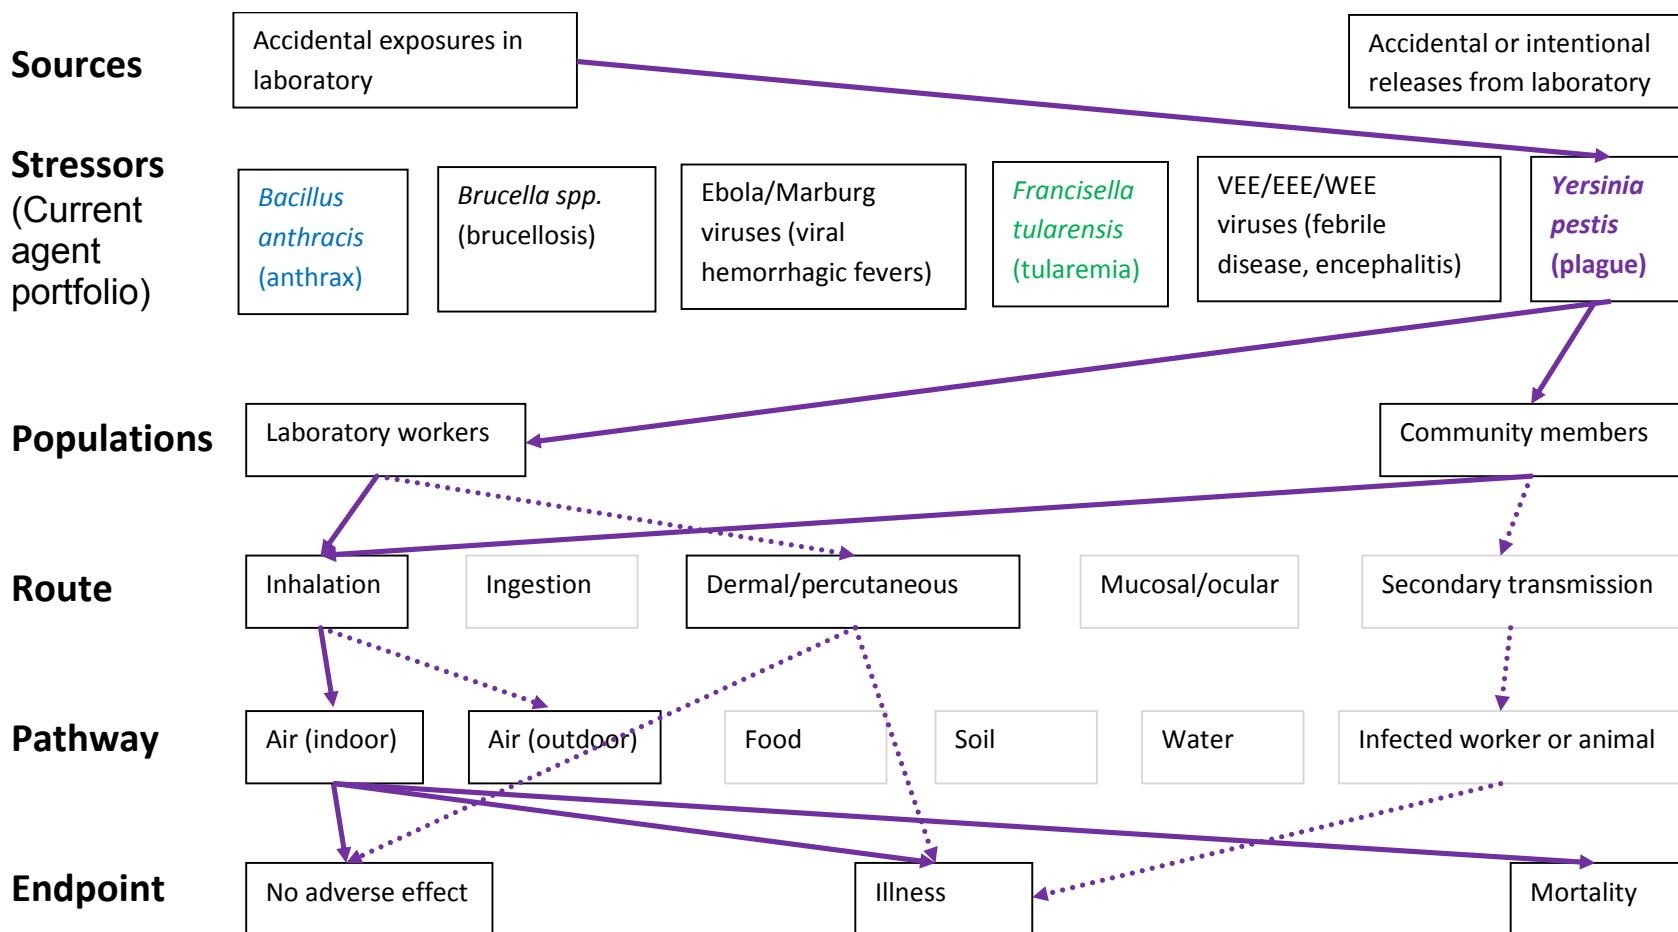 Sources
Accidental exposures in
laboratory
Accidental or intentional
releases from laboratory
Stressors
(Current
agent
portfolio)
Bacillus
anthracis
(anthrax)
Brucella spp.
(brucellosis)
Ebola/Marburg
viruses (viral
hemorrhagic fevers)
Francisella
tularensis
(tularemia)
VEE/EEE/WEE
viruses (febrile
disease, encephalitis)
Yersinia
pestis
(plague)
Populations
Laboratory workers
Community members
Route
Inhalation
Ingestion
Dermal/percutaneous
Mucosal/ocular
Secondary transmission
Pathway
Air (indoor)
Air (outdoor)
Food
Soil
Water
Infected worker or animal
Endpoint
No adverse effect
Illness
Mortality